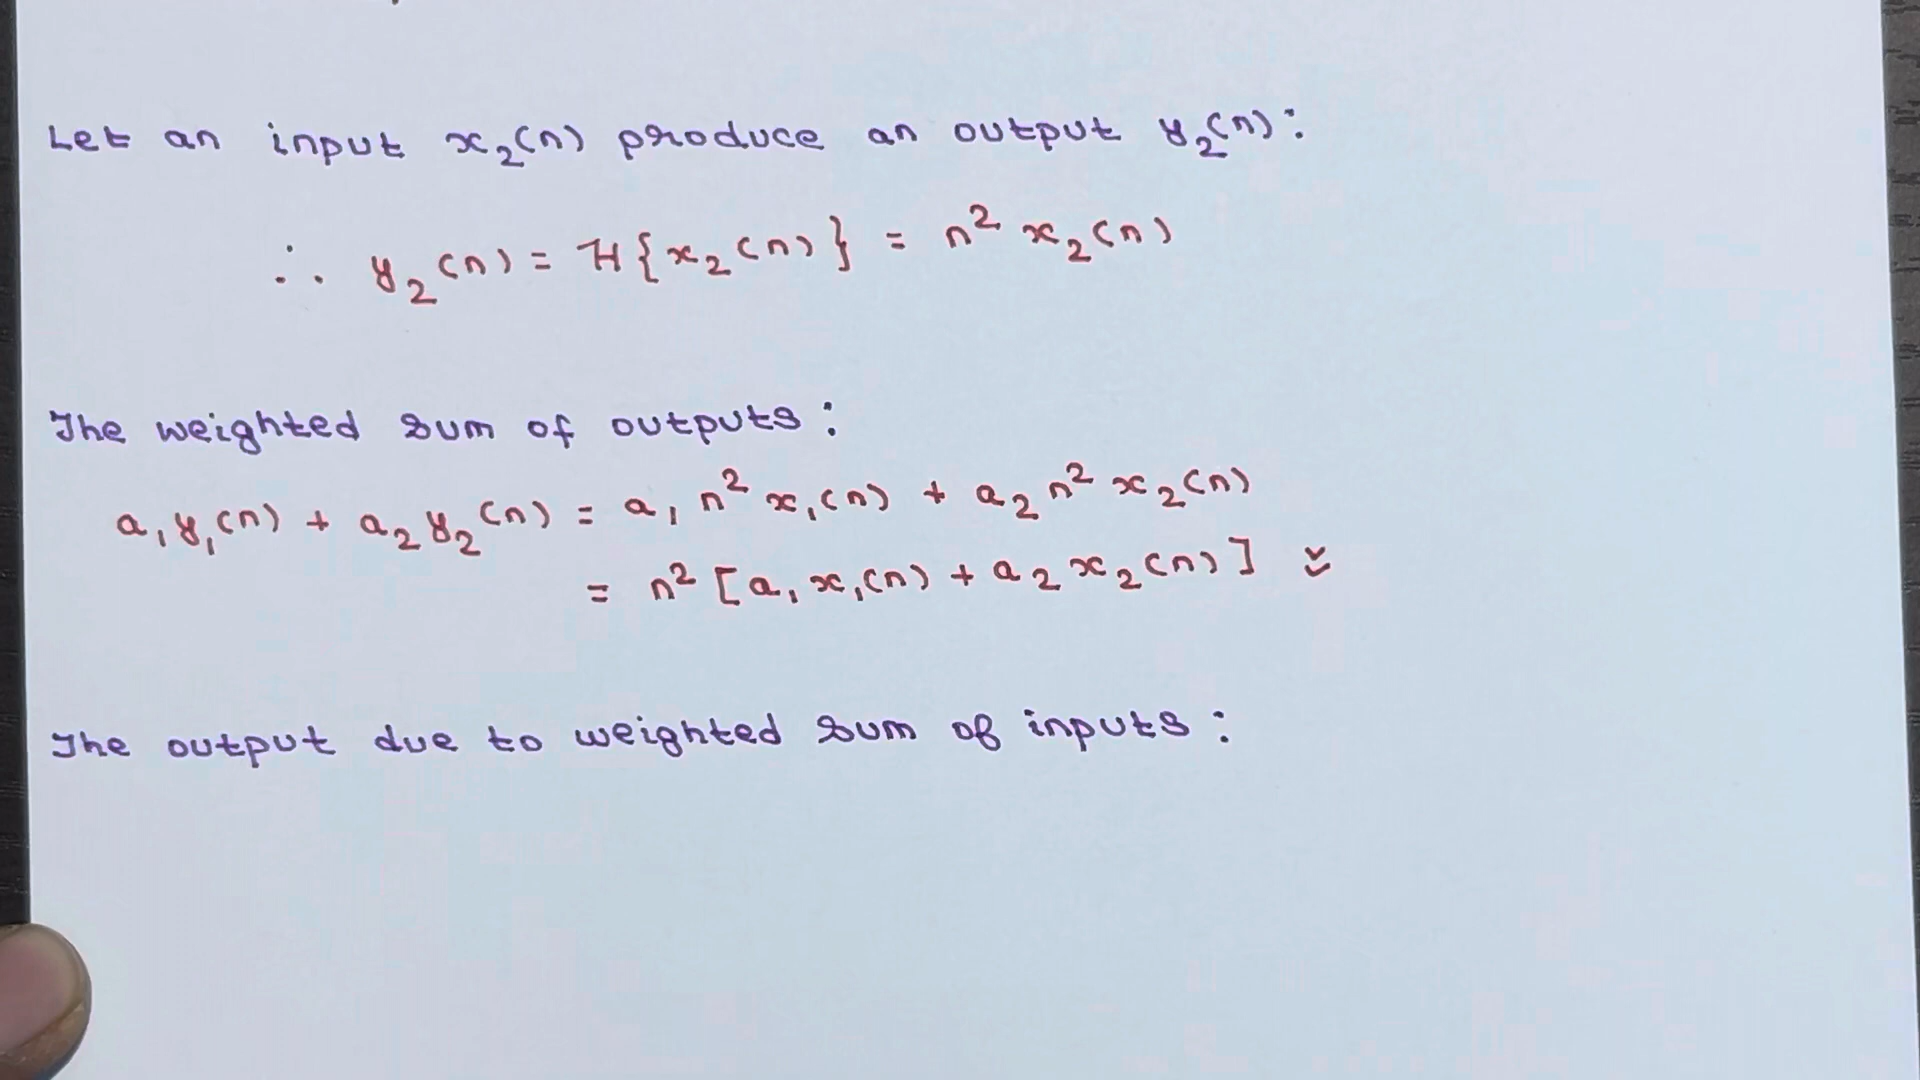 Let an input x₂(n) produce an output y₂(n):
∴ y₂(n) = H{x₂(n)} = n² x₂(n)
The weighted sum of outputs:
a₁y₁(n) + a₂y₂(n) = a₁ n² x₁(n) + a₂ n² x₂(n)
= n² [a₁ x₁(n) + a₂ x₂(n)]
The output due to weighted sum of inputs: